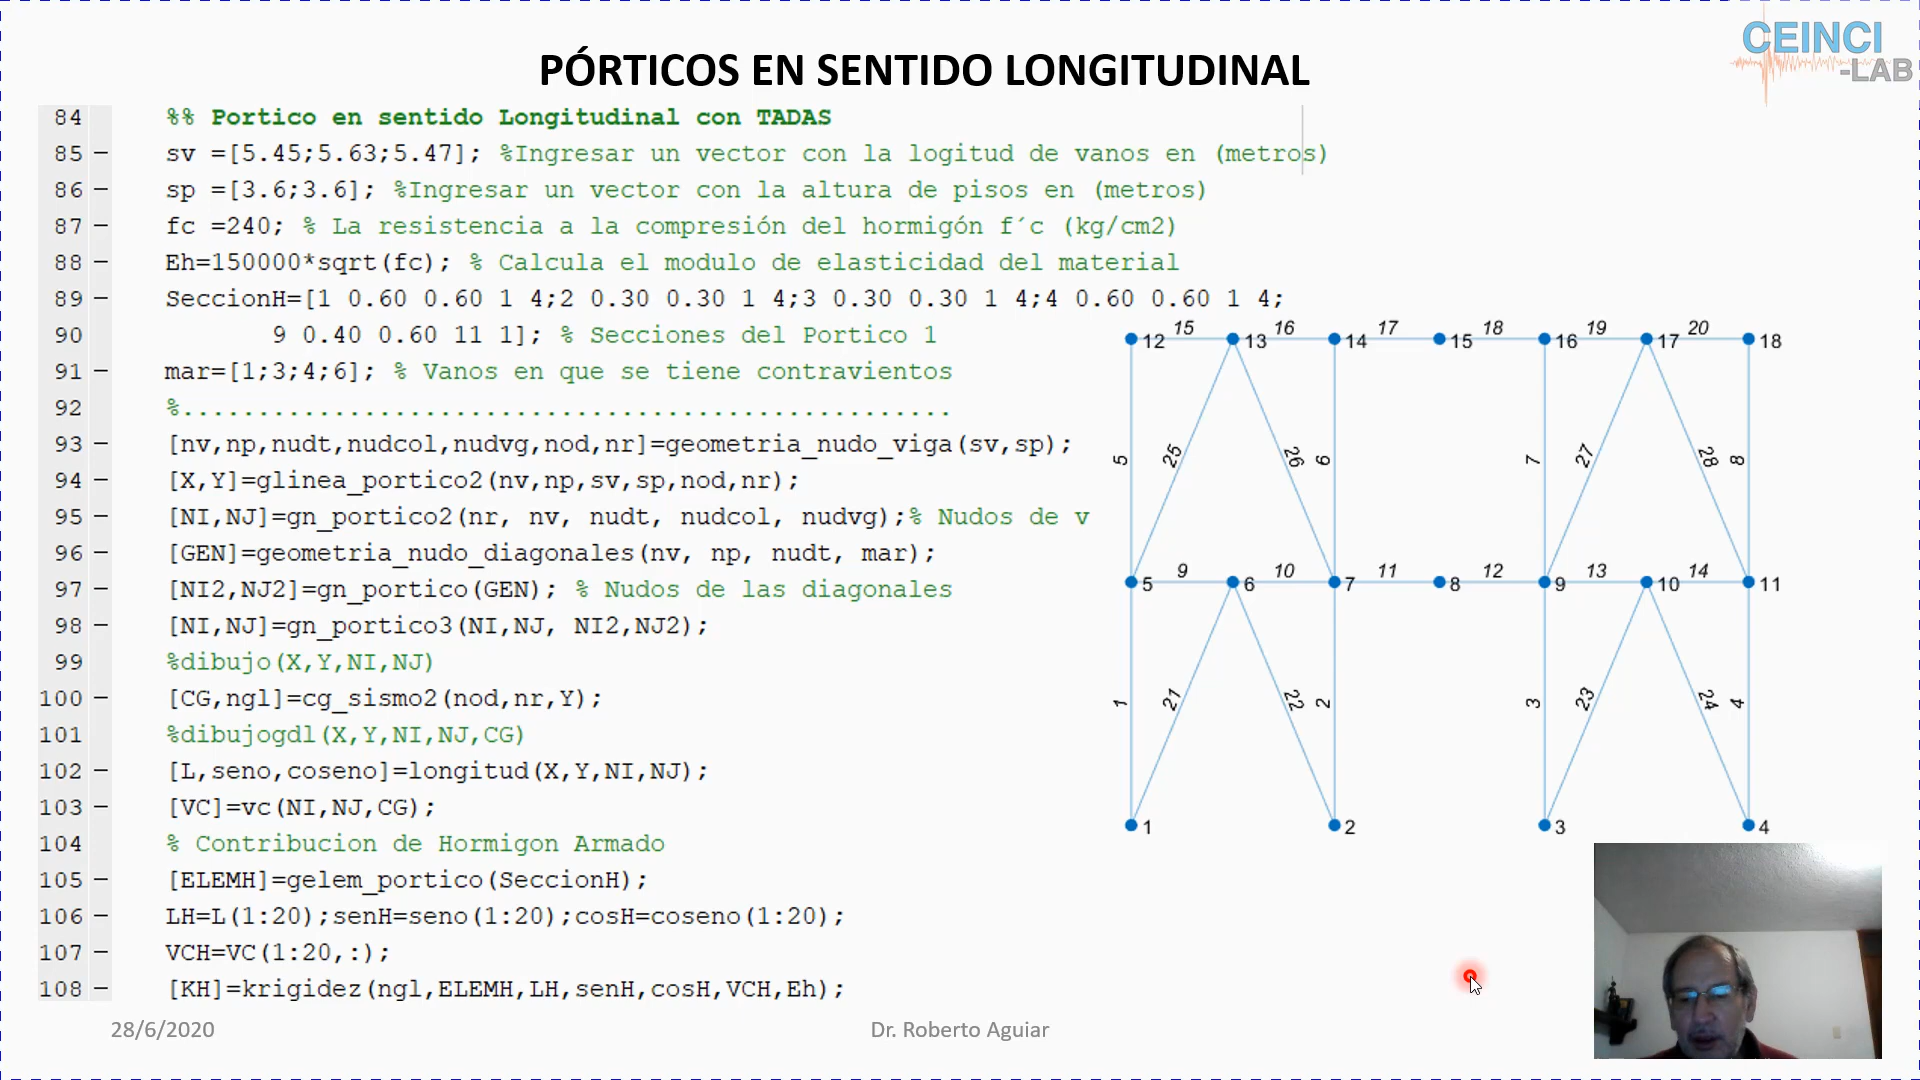 CEINCI
-LAB
PÓRTICOS EN SENTIDO LONGITUDINAL
84 %% Portico en sentido Longitudinal con TADAS
85 – sv =[5.45;5.63;5.47]; %Ingresar un vector con la logitud de vanos en (metros)
86 – sp =[3.6;3.6]; %Ingresar un vector con la altura de pisos en (metros)
87 – fc =240; % La resistencia a la compresión del hormigón f´c (kg/cm2)
88 – Eh=150000*sqrt(fc); % Calcula el modulo de elasticidad del material
89 – SeccionH=[1 0.60 0.60 1 4;2 0.30 0.30 1 4;3 0.30 0.30 1 4;4 0.60 0.60 1 4;
90 9 0.40 0.60 11 1]; % Secciones del Portico 1
91 – mar=[1;3;4;6]; % Vanos en que se tiene contravientos
92 %...................................................
93 – [nv,np,nudt,nudcol,nudvg,nod,nr]=geometria_nudo_viga(sv,sp);
94 – [X,Y]=glinea_portico2(nv,np,sv,sp,nod,nr);
95 – [NI,NJ]=gn_portico2(nr, nv, nudt, nudcol, nudvg);% Nudos de v
96 – [GEN]=geometria_nudo_diagonales(nv, np, nudt, mar);
97 – [NI2,NJ2]=gn_portico(GEN); % Nudos de las diagonales
98 – [NI,NJ]=gn_portico3(NI,NJ, NI2,NJ2);
99 %dibujo(X,Y,NI,NJ)
100 – [CG,ngl]=cg_sismo2(nod,nr,Y);
101 %dibujogdl(X,Y,NI,NJ,CG)
102 – [L,seno,coseno]=longitud(X,Y,NI,NJ);
103 – [VC]=vc(NI,NJ,CG);
104 % Contribucion de Hormigon Armado
105 – [ELEMH]=gelem_portico(SeccionH);
106 – LH=L(1:20);senH=seno(1:20);cosH=coseno(1:20);
107 – VCH=VC(1:20,:);
108 – [KH]=krigidez(ngl,ELEMH,LH,senH,cosH,VCH,Eh);
15 16 17 18 19 20
12 13 14 15 16 17 18
5 25 26 6 7 27 28 8
9 10 11 12 13 14
5 6 7 8 9 10 11
1 21 22 2 3 23 24 4
1 2 3 4
28/6/2020
Dr. Roberto Aguiar